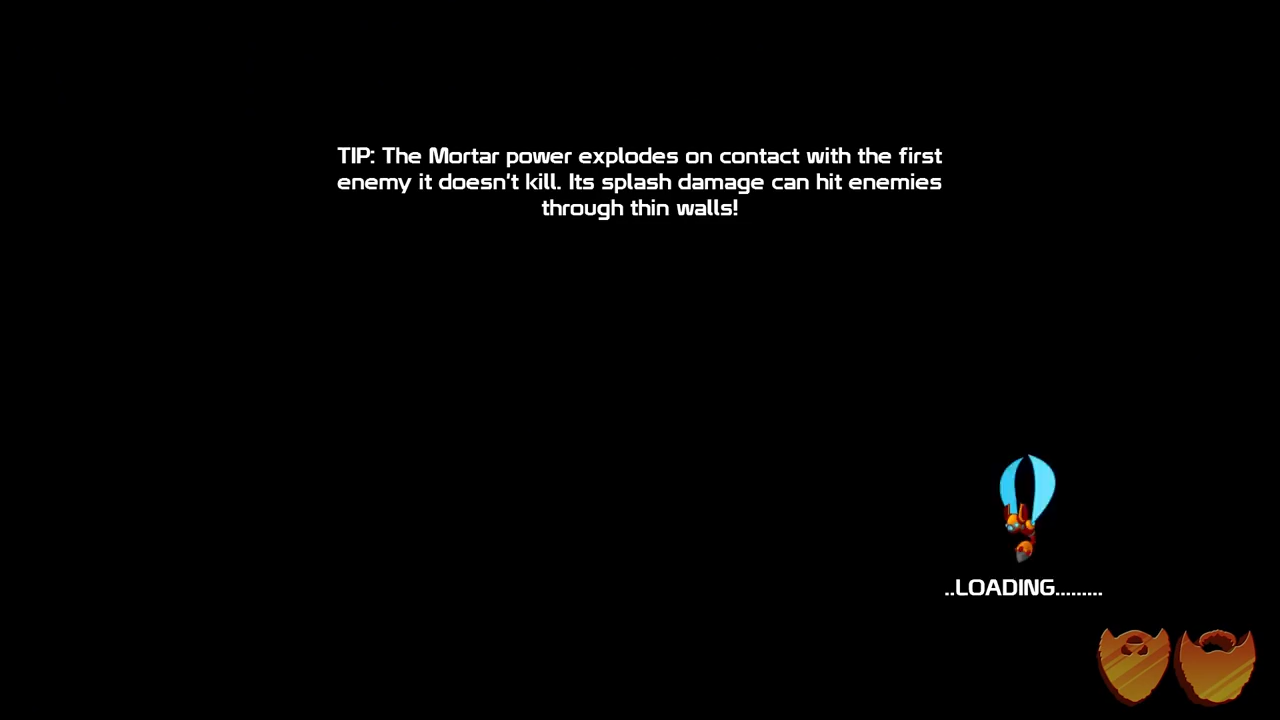 TIP: The Mortar power explodes on contact with the first
enemy it doesn't kill. Its splash damage can hit enemies
through thin walls!
..LOADING.........